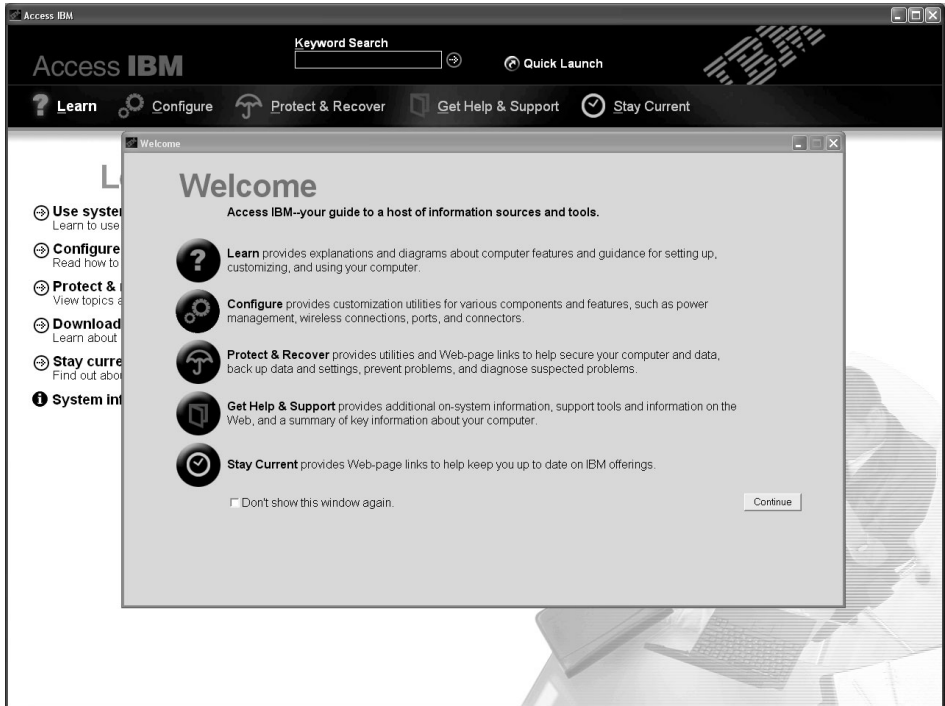 Access IBM
Keyword Search
Access IBM
Quick Launch
IBM
Learn
Configure
Protect & Recover
Get Help & Support
Stay Current
Welcome
Welcome
Access IBM--your guide to a host of information sources and tools.
Learn provides explanations and diagrams about computer features and guidance for setting up,
customizing, and using your computer.
Configure provides customization utilities for various components and features, such as power
management, wireless connections, ports, and connectors.
Protect & Recover provides utilities and Web-page links to help secure your computer and data,
back up data and settings, prevent problems, and diagnose suspected problems.
Get Help & Support provides additional on-system information, support tools and information on the
Web, and a summary of key information about your computer.
Stay Current provides Web-page links to help keep you up to date on IBM offerings.
Don't show this window again.
Continue
Use
Learn to use
Configure
Read how to
Protect &
View topics
Download
Learn about
Stay
Find out
System